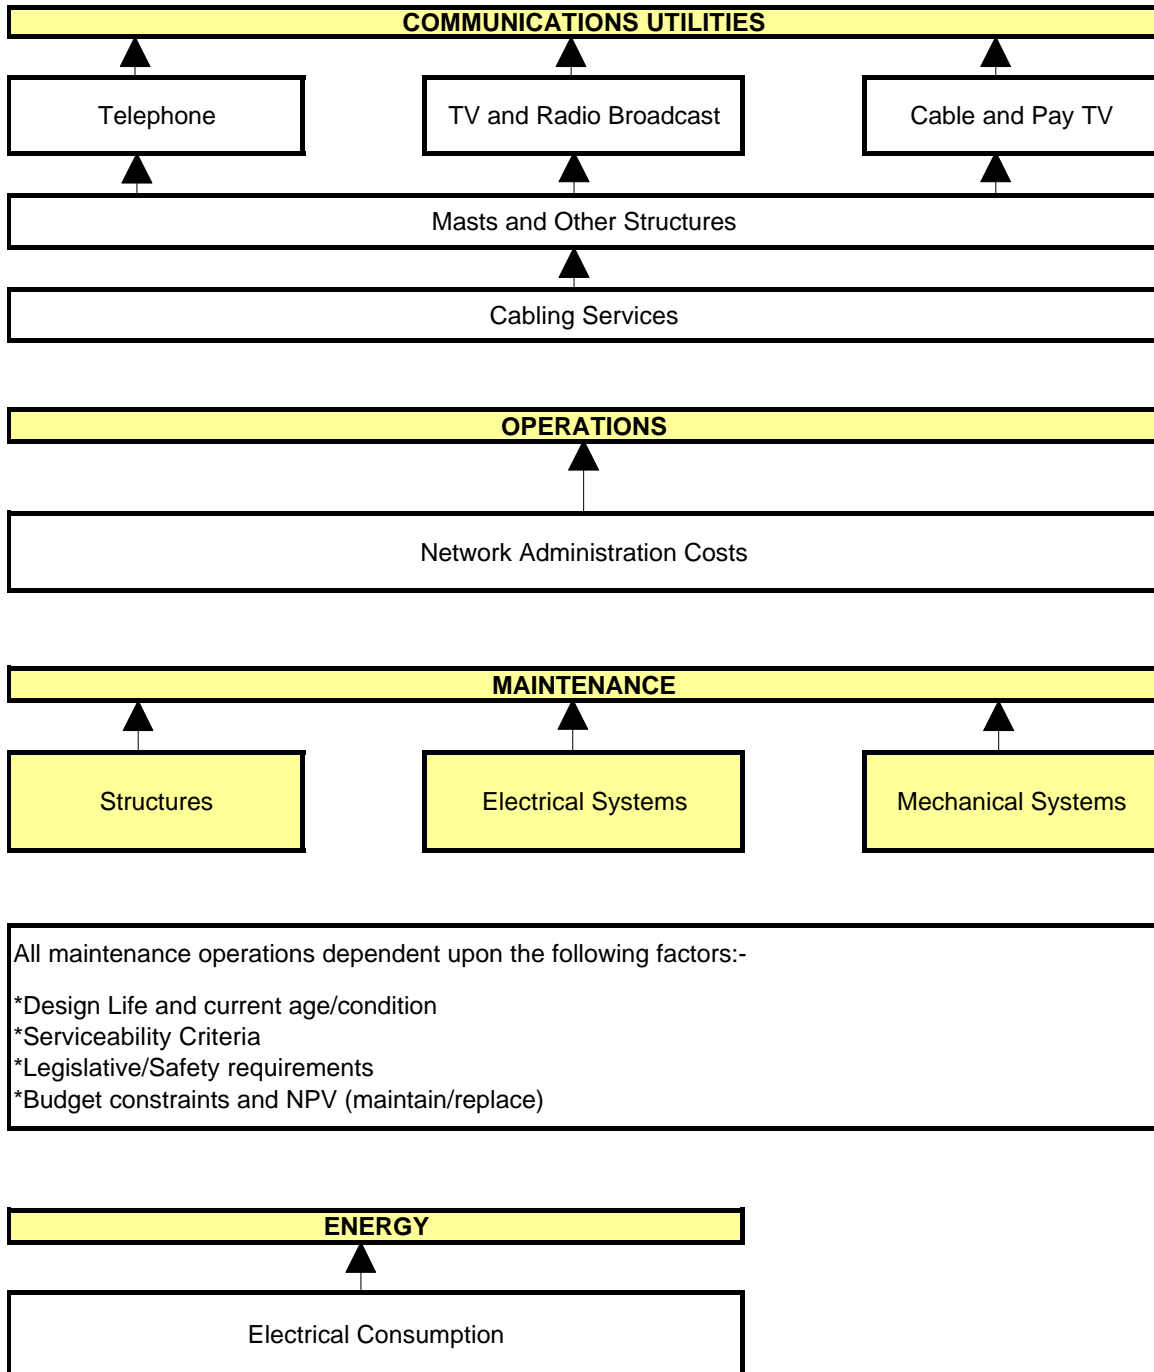 COMMUNICATIONS UTILITIES
Telephone
TV and Radio Broadcast
Cable and Pay TV
Masts and Other Structures
Cabling Services
OPERATIONS
Network Administration Costs
MAINTENANCE
Structures
Electrical Systems
Mechanical Systems
All maintenance operations dependent upon the following factors:-
*Design Life and current age/condition
*Serviceability Criteria
*Legislative/Safety requirements
*Budget constraints and NPV (maintain/replace)
ENERGY
Electrical Consumption